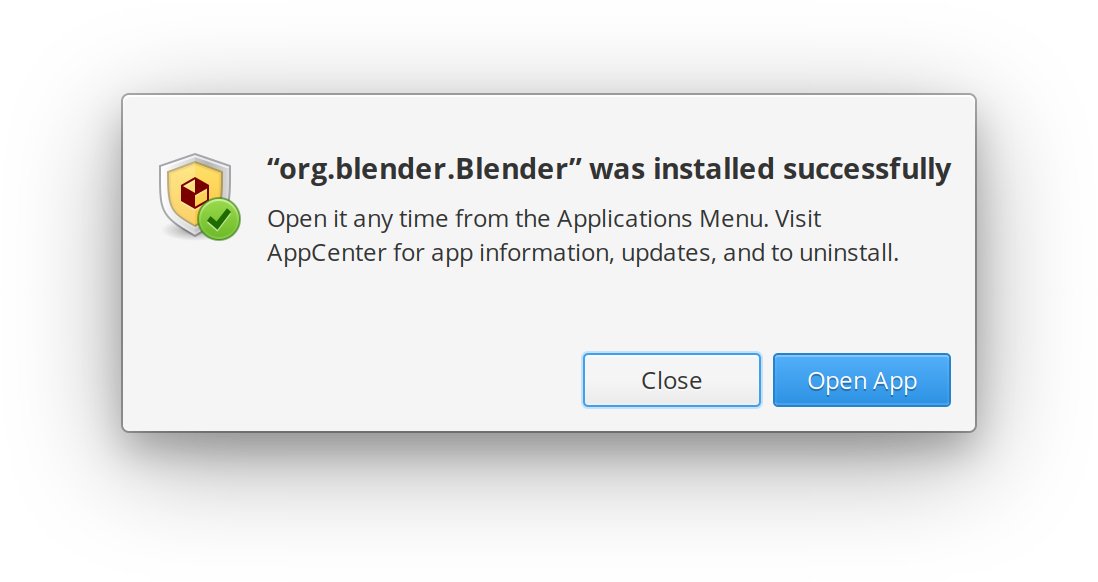 “org.blender.Blender” was installed successfully
Open it any time from the Applications Menu. Visit
AppCenter for app information, updates, and to uninstall.
Close
Open App